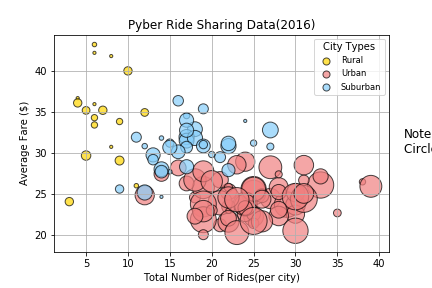 Pyber Ride Sharing Data(2016)
City Types
Rural
Urban
Suburban
Average Fare ($)
40
35
30
25
20
5 10 15 20 25 30 35 40
Total Number of Rides(per city)
Note
Circle